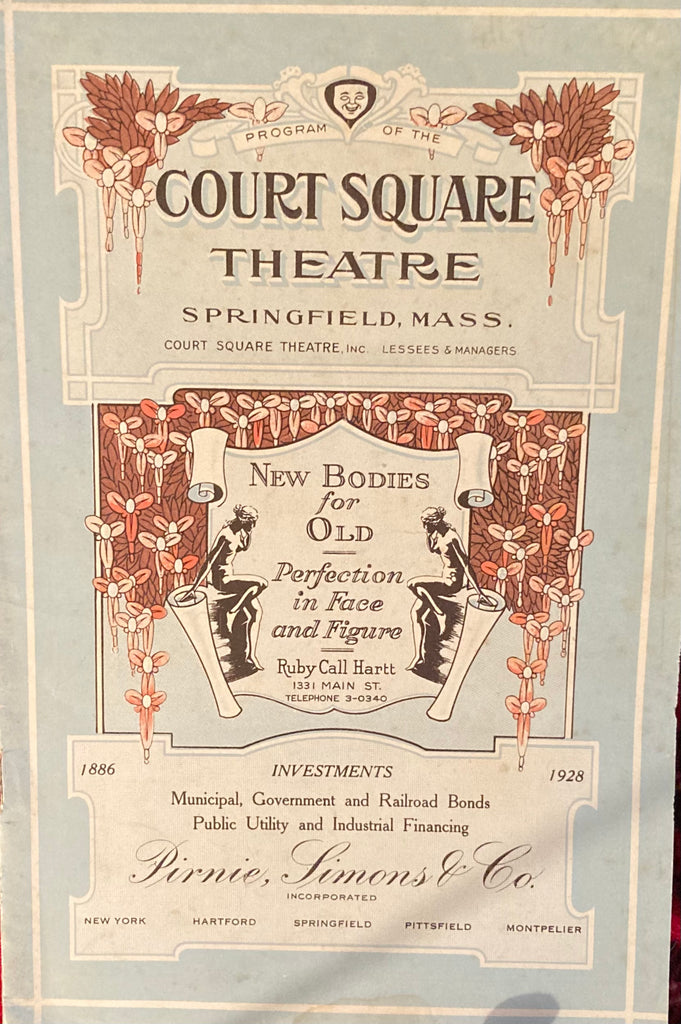 PROGRAM OF THE
COURT SQUARE
THEATRE
SPRINGFIELD, MASS.
COURT SQUARE THEATRE, INC. LESSEES & MANAGERS
NEW BODIES
for
OLD
Perfection
in Face
and Figure
Ruby Call Hartt
1331 MAIN ST.
TELEPHONE 3-0340
1886 INVESTMENTS 1928
Municipal, Government and Railroad Bonds
Public Utility and Industrial Financing
Pirnie, Simons & Co.
INCORPORATED
NEW YORK HARTFORD SPRINGFIELD PITTSFIELD MONTPELIER